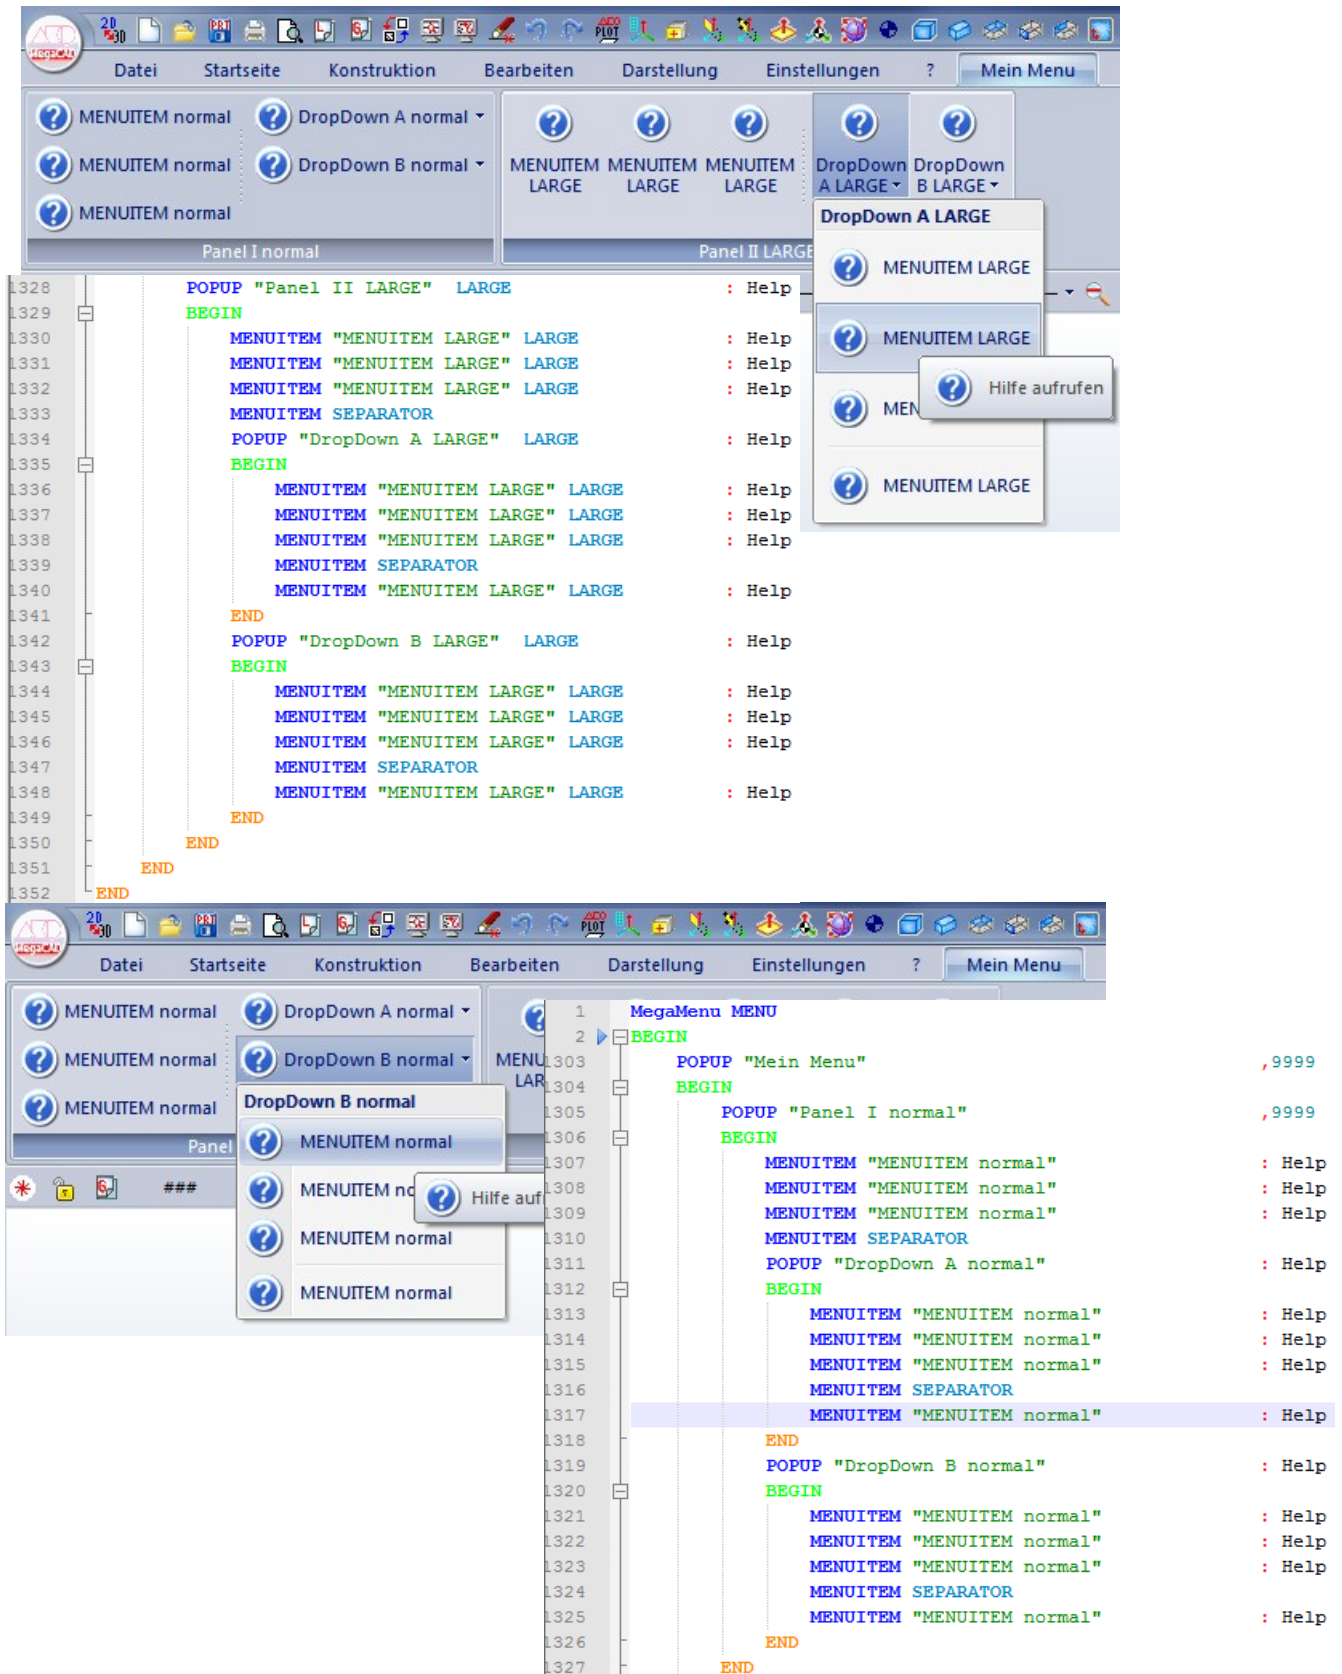 Datei Startseite Konstruktion Bearbeiten Darstellung Einstellungen ? Mein Menu
MENUITEM normal DropDown A normal
MENUITEM normal DropDown B normal
MENUITEM normal
Panel I normal
MENUITEM LARGE
MENUITEM LARGE
MENUITEM LARGE
DropDown A LARGE
DropDown B LARGE
Panel II LARGE
DropDown A LARGE
MENUITEM LARGE
MENUITEM LARGE
Hilfe aufrufen
MEN
MENUITEM LARGE
1328 POPUP "Panel II LARGE" LARGE : Help
1329 BEGIN
1330 MENUITEM "MENUITEM LARGE" LARGE : Help
1331 MENUITEM "MENUITEM LARGE" LARGE : Help
1332 MENUITEM "MENUITEM LARGE" LARGE : Help
1333 MENUITEM SEPARATOR
1334 POPUP "DropDown A LARGE" LARGE : Help
1335 BEGIN
1336 MENUITEM "MENUITEM LARGE" LARGE : Help
1337 MENUITEM "MENUITEM LARGE" LARGE : Help
1338 MENUITEM "MENUITEM LARGE" LARGE : Help
1339 MENUITEM SEPARATOR
1340 MENUITEM "MENUITEM LARGE" LARGE : Help
1341 END
1342 POPUP "DropDown B LARGE" LARGE : Help
1343 BEGIN
1344 MENUITEM "MENUITEM LARGE" LARGE : Help
1345 MENUITEM "MENUITEM LARGE" LARGE : Help
1346 MENUITEM "MENUITEM LARGE" LARGE : Help
1347 MENUITEM SEPARATOR
1348 MENUITEM "MENUITEM LARGE" LARGE : Help
1349 END
1350 END
1351 END
1352 END
Datei Startseite Konstruktion Bearbeiten Darstellung Einstellungen ? Mein Menu
MENUITEM normal DropDown A normal
MENUITEM normal DropDown B normal MENU
MENUITEM normal LAR
Panel
DropDown B normal
MENUITEM normal
###
MENUITEM no
Hilfe auf
MENUITEM normal
MENUITEM normal
1 MegaMenu MENU
2 BEGIN
1303 POPUP "Mein Menu" ,9999
1304 BEGIN
1305 POPUP "Panel I normal" ,9999
1306 BEGIN
1307 MENUITEM "MENUITEM normal" : Help
1308 MENUITEM "MENUITEM normal" : Help
1309 MENUITEM "MENUITEM normal" : Help
1310 MENUITEM SEPARATOR
1311 POPUP "DropDown A normal" : Help
1312 BEGIN
1313 MENUITEM "MENUITEM normal" : Help
1314 MENUITEM "MENUITEM normal" : Help
1315 MENUITEM "MENUITEM normal" : Help
1316 MENUITEM SEPARATOR
1317 MENUITEM "MENUITEM normal" : Help
1318 END
1319 POPUP "DropDown B normal" : Help
1320 BEGIN
1321 MENUITEM "MENUITEM normal" : Help
1322 MENUITEM "MENUITEM normal" : Help
1323 MENUITEM "MENUITEM normal" : Help
1324 MENUITEM SEPARATOR
1325 MENUITEM "MENUITEM normal" : Help
1326 END
1327 END